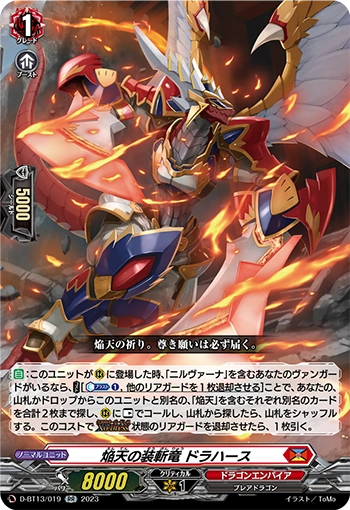 1
グレード
ブースト
5000
シールド
焔天の祈り。尊き願いは必ず届く。
自:このユニットがRに登場した時、「ニルヴァーナ」を含むあなたのヴァンガー
ドがいるなら、【ブラスト1,他のリアガードを1枚退却させる】ことで、あなたの、
山札かドロップからこのユニットと別名の、「焔天」を含むそれぞれ別名のカード
を合計2枚まで探し、Rにコールし、山札から探したら、山札をシャッフル
する。このコストで状態のリアガードを退却させたら、1枚引く。
ノーマルユニット
焔天の装斬竜 ドラハース
パワー
8000
クリティカル
1
ドラゴンエンパイア
フレアドラゴン
D-BT13/019 RR 2023
イラスト/ToMo